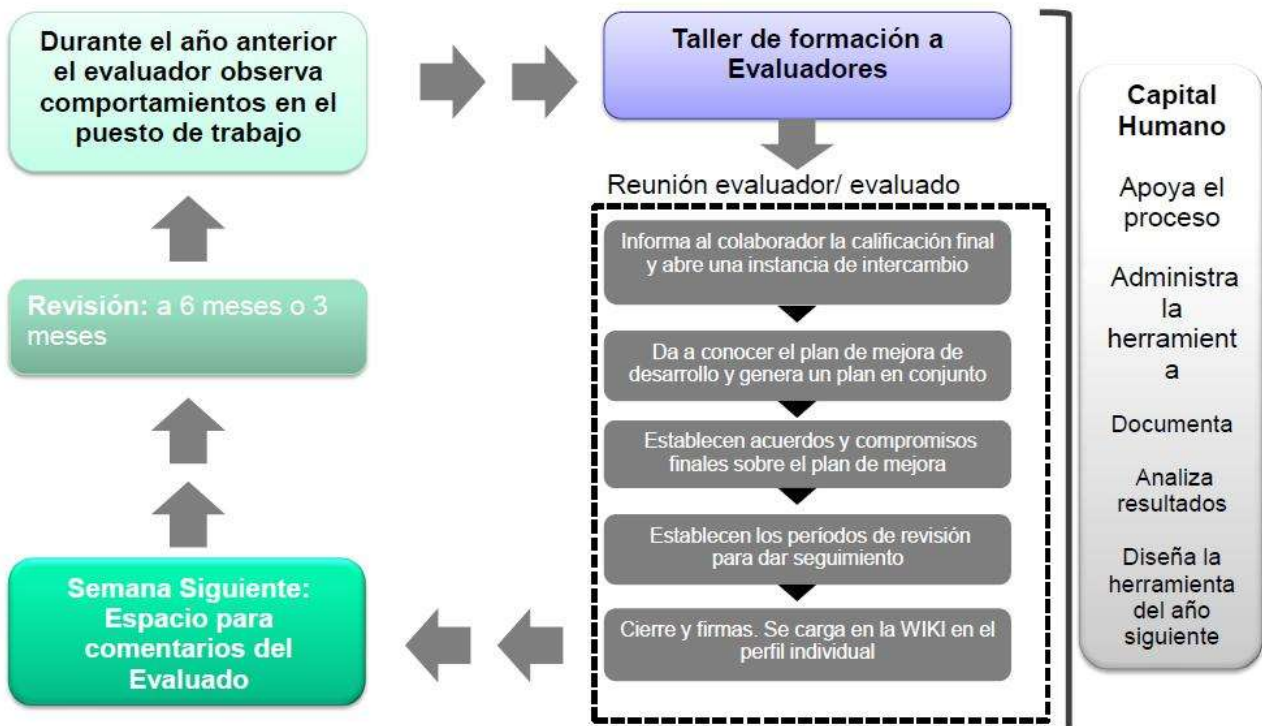 Durante el año anterior
el evaluador observa
comportamientos en el
puesto de trabajo
Taller de formación a
Evaluadores
Reunión evaluador/ evaluado
Informa al colaborador la calificación final
y abre una instancia de intercambio
Da a conocer el plan de mejora de
desarrollo y genera un plan en conjunto
Establecen acuerdos y compromisos
finales sobre el plan de mejora
Establecen los períodos de revisión
para dar seguimiento
Cierre y firmas. Se carga en la WIKI en el
perfil individual
Semana Siguiente:
Espacio para
comentarios del
Evaluado
Revisión: a 6 meses o 3
meses
Capital
Humano
Apoya el
proceso
Administra
la
herramient
a
Documenta
Analiza
resultados
Diseña la
herramienta
del año
siguiente